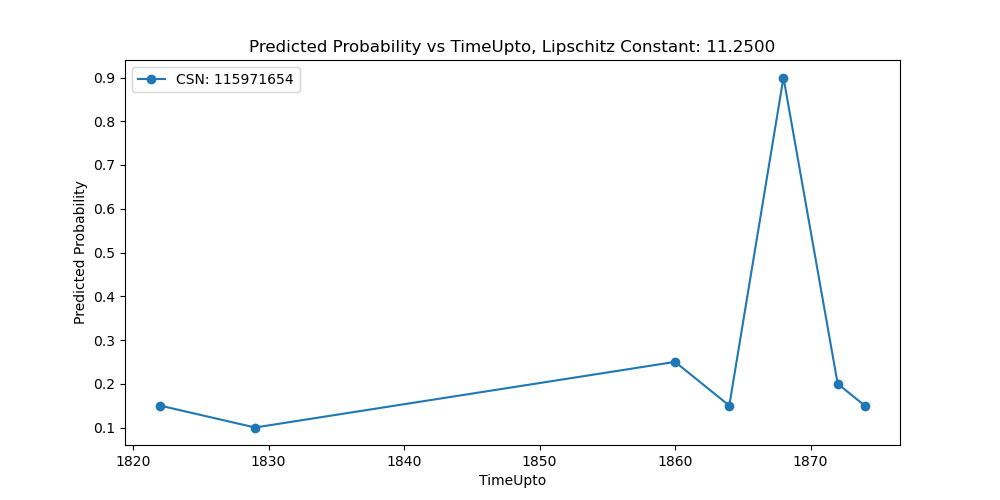 Predicted Probability vs TimeUpto, Lipschitz Constant: 11.2500
CSN: 115971654
Predicted Probability
0.9
0.8
0.7
0.6
0.5
0.4
0.3
0.2
0.1
1820 1830 1840 1850 1860 1870
TimeUpto